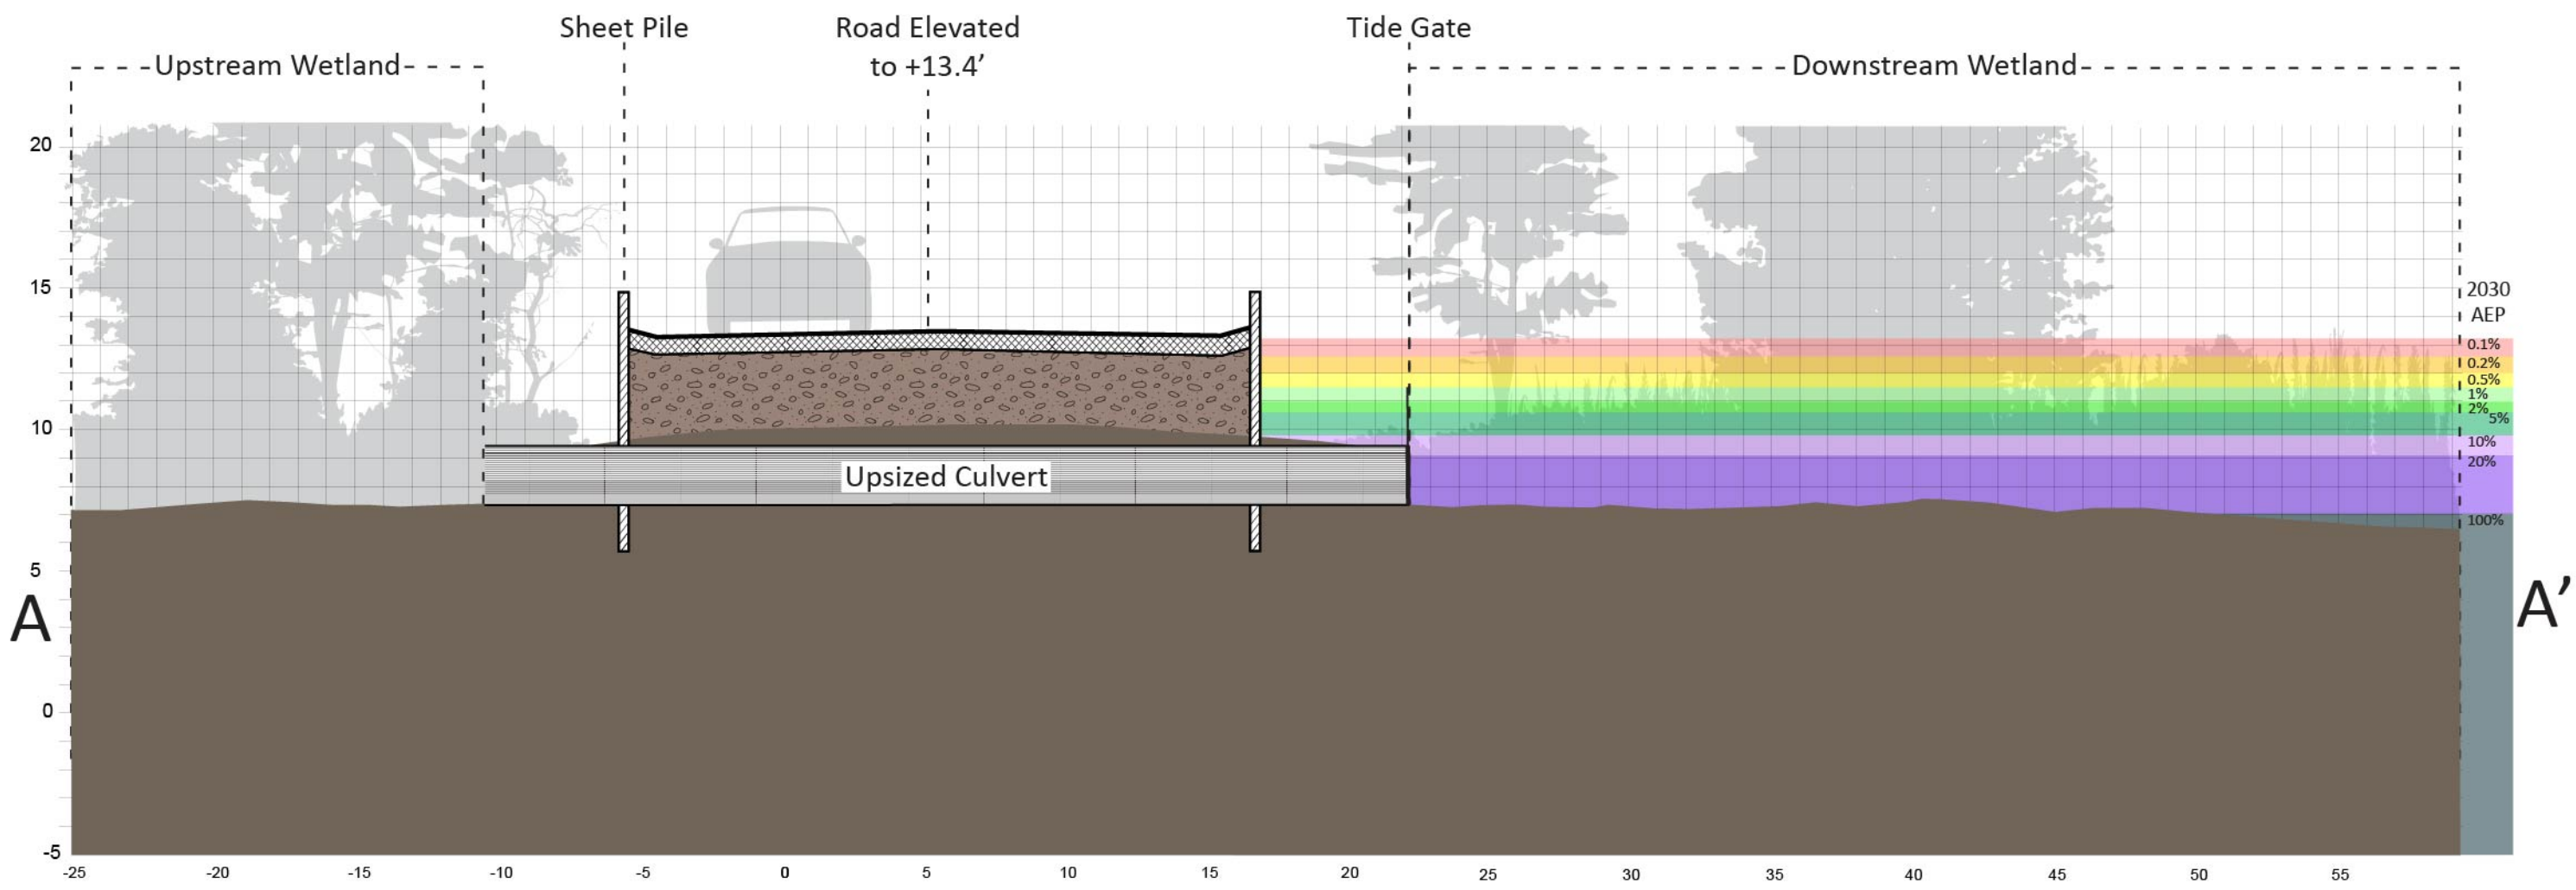 Sheet Pile
Road Elevated
to +13.4’
Tide Gate
Upstream Wetland
Downstream Wetland
20
15
10
5
0
-5
2030
AEP
0.1%
0.2%
0.5%
1%
2%
5%
10%
20%
100%
Upsized Culvert
A
A’
-25 -20 -15 -10 -5 0 5 10 15 20 25 30 35 40 45 50 55